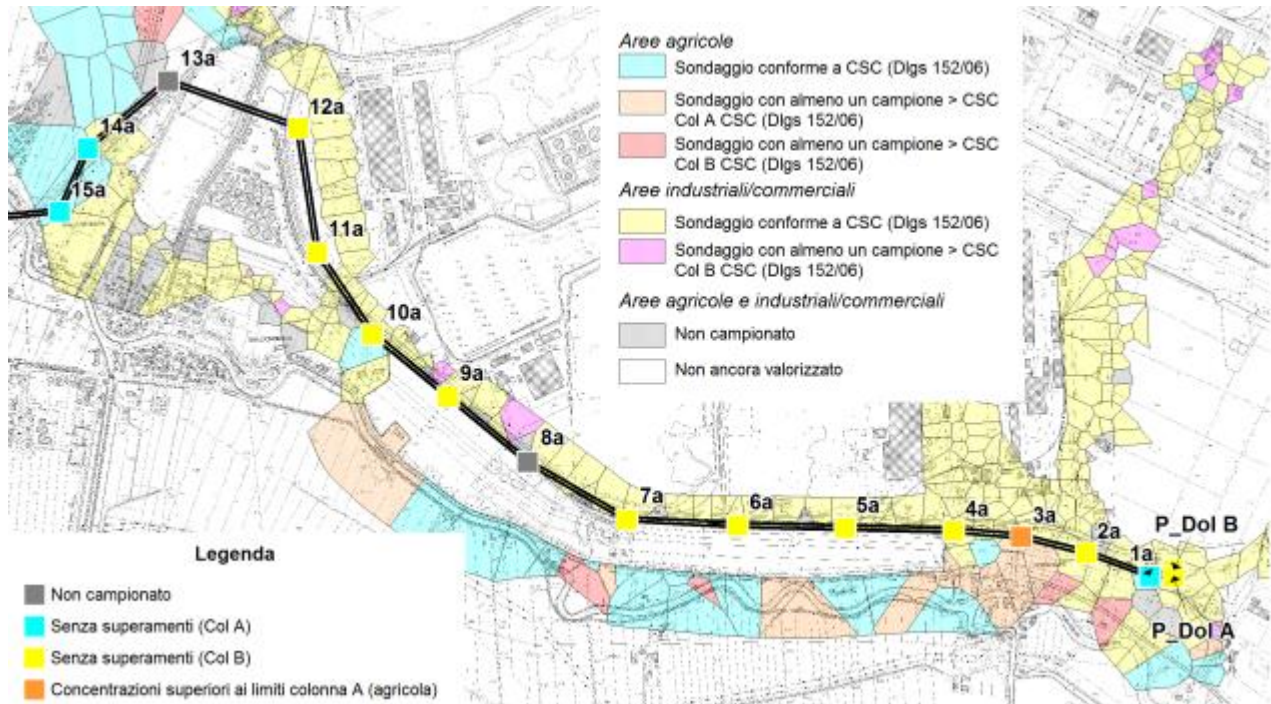 13a
12a
14a
15a
11a
10a
9a
8a
7a
6a
5a
4a
3a
2a
1a
P_Dol B
P_Dol A
Aree agricole
Sondaggio conforme a CSC (Dlgs 152/06)
Sondaggio con almeno un campione > CSC
Col A CSC (Dlgs 152/06)
Sondaggio con almeno un campione > CSC
Col B CSC (Dlgs 152/06)
Aree industriali/commerciali
Sondaggio conforme a CSC (Dlgs 152/06)
Sondaggio con almeno un campione > CSC
Col B CSC (Dlgs 152/06)
Aree agricole e industriali/commerciali
Non campionato
Non ancora valorizzato
Legenda
Non campionato
Senza superamenti (Col A)
Senza superamenti (Col B)
Concentrazioni superiori ai limiti colonna A (agricola)